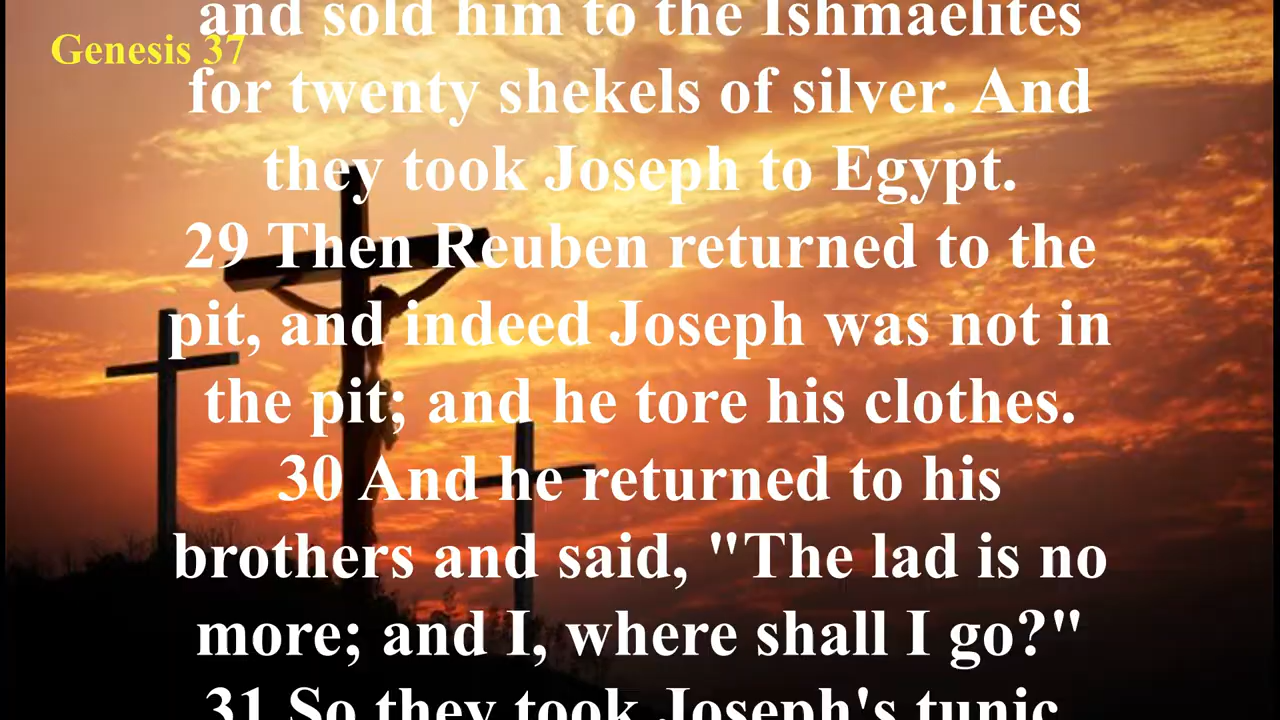 Genesis 37
and sold him to the Ishmaelites
for twenty shekels of silver. And
they took Joseph to Egypt.
29 Then Reuben returned to the
pit, and indeed Joseph was not in
the pit; and he tore his clothes.
30 And he returned to his
brothers and said, "The lad is no
more; and I, where shall I go?"
31 So they took Joseph's tunic,